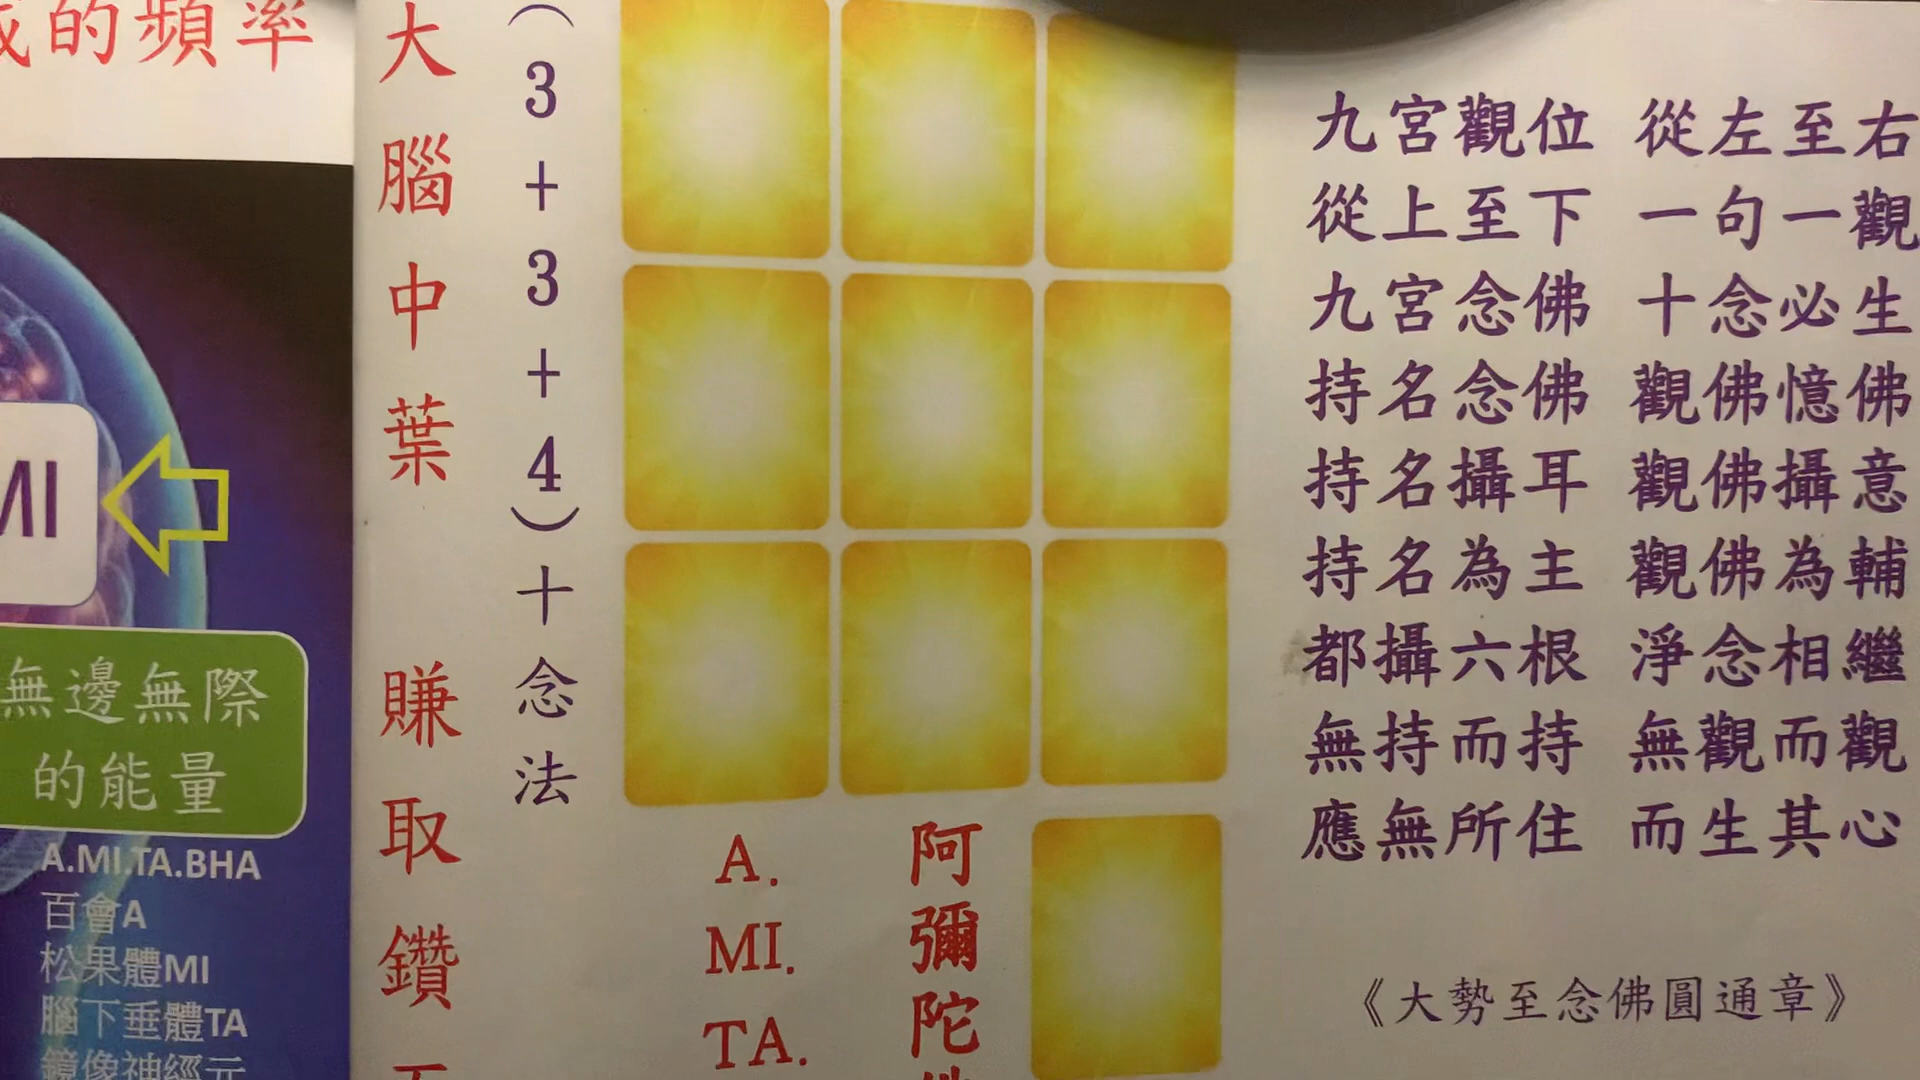 的頻率
MI
無邊無際
的能量
A.MI.TA.BHA
百會A
松果體MI
腦下垂體TA
鏡像神經元
大腦中葉 賺取鑽
(3+3+4)十念法
A.
MI.
TA.
阿彌陀
九宮觀位 從左至右
從上至下 一句一觀
九宮念佛 十念必生
持名念佛 觀佛憶佛
持名攝耳 觀佛攝意
持名為主 觀佛為輔
都攝六根 淨念相繼
無持而持 無觀而觀
應無所住 而生其心
《大勢至念佛圓通章》